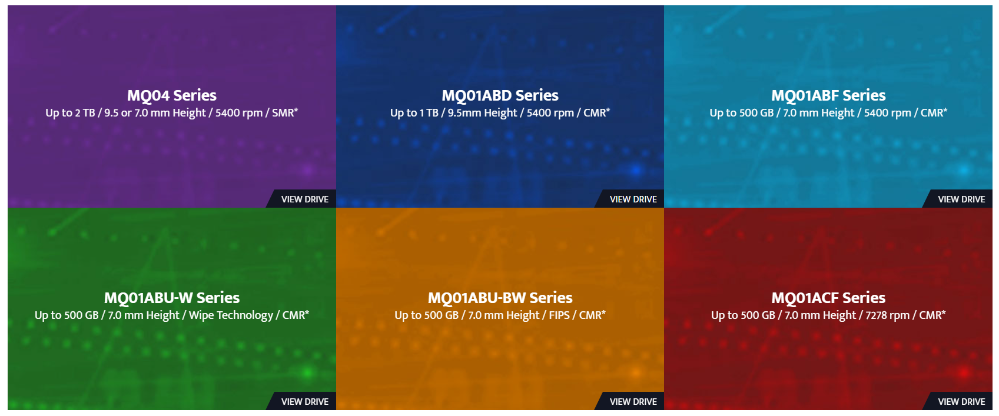 MQ04 Series
Up to 2 TB / 9.5 or 7.0 mm Height / 5400 rpm / SMR*
VIEW DRIVE
MQ01ABD Series
Up to 1 TB / 9.5mm Height / 5400 rpm / CMR*
VIEW DRIVE
MQ01ABF Series
Up to 500 GB / 7.0 mm Height / 5400 rpm / CMR*
VIEW DRIVE
MQ01ABU-W Series
Up to 500 GB / 7.0 mm Height / Wipe Technology / CMR*
VIEW DRIVE
MQ01ABU-BW Series
Up to 500 GB / 7.0 mm Height / FIPS / CMR*
VIEW DRIVE
MQ01ACF Series
Up to 500 GB / 7.0 mm Height / 7278 rpm / CMR*
VIEW DRIVE